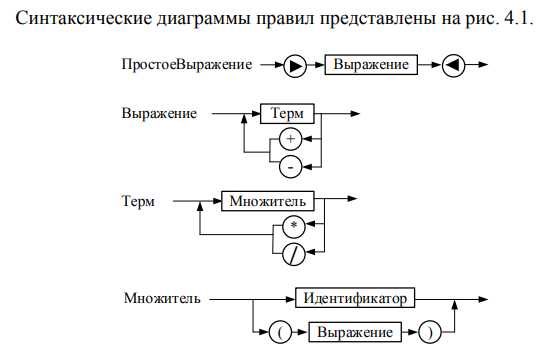 Синтаксические диаграммы правил представлены на рис. 4.1.
ПростоеВыражение Выражение
Выражение Терм
+
-
Терм Множитель
*
/
Множитель Идентификатор
( Выражение )